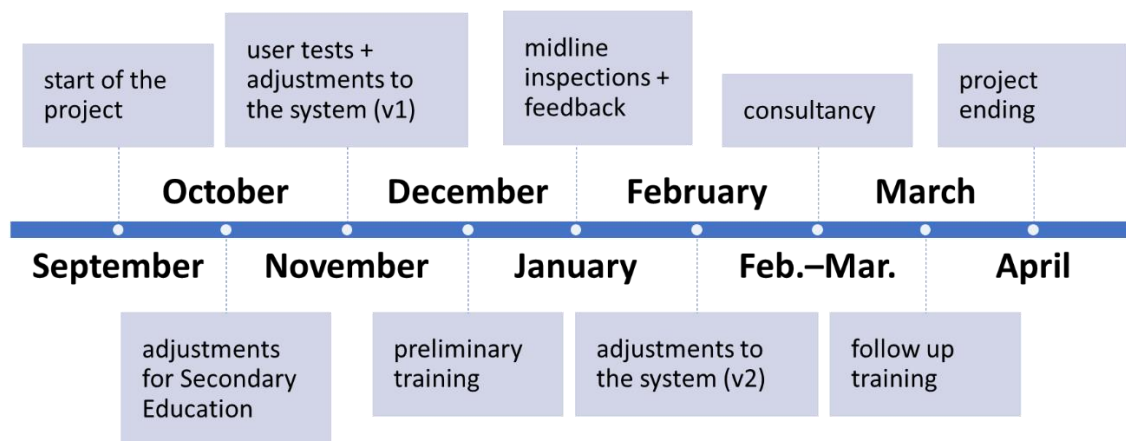 start of the
project
user tests +
adjustments to
the system (v1)
midline
inspections +
feedback
consultancy
project
ending
October
December
February
March
September
November
January
Feb.–Mar.
April
adjustments
for Secondary
Education
preliminary
training
adjustments to
the system (v2)
follow up
training